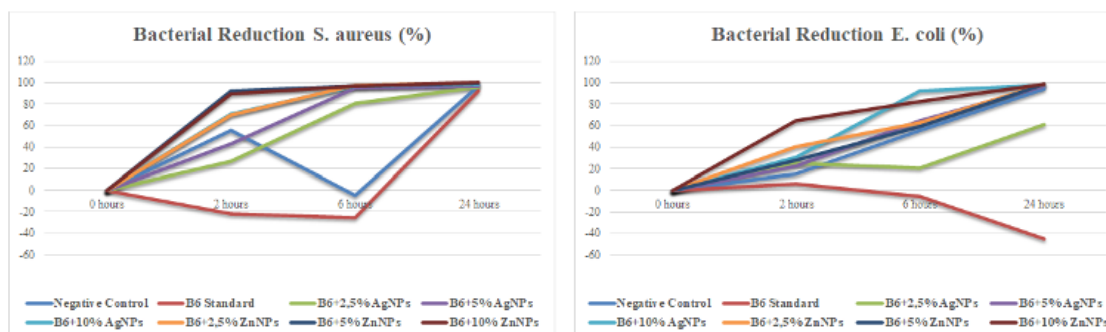 Bacterial Reduction S. aureus (%)
120
100
80
60
40
20
0
-20
-40
-60
0 hours 2 hours 6 hours 24 hours
Negative Control B6 Standard B6+2,5% AgNPs B6+5% AgNPs
B6+10% AgNPs B6+2,5% ZnNPs B6+5% ZnNPs B6+10% ZnNPs
Bacterial Reduction E. coli (%)
120
100
80
60
40
20
0
-20
-40
-60
0 hours 2 hours 6 hours 24 hours
Negative Control B6 Standard B6+2,5% AgNPs B6+5% AgNPs
B6+10% AgNPs B6+2,5% ZnNPs B6+5% ZnNPs B6+10% ZnNPs